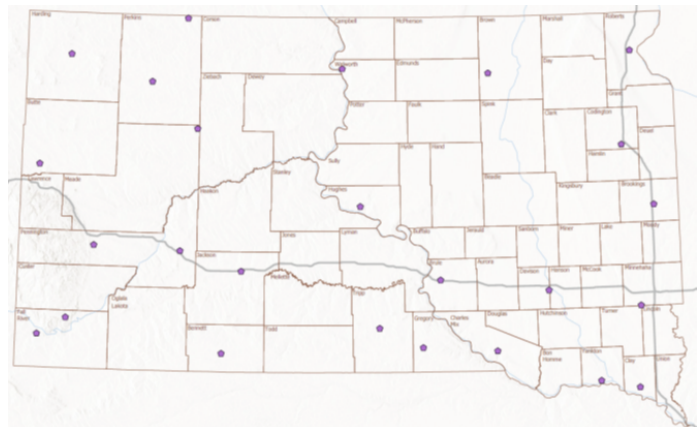 Harding
Perkins
Corson
Campbell
McPherson
Brown
Marshall
Roberts
Walworth
Edmunds
Day
Ziebach
Dewey
Grant
Butte
Potter
Faulk
Spink
Clark
Codington
Deuel
Hamlin
Sully
Hyde
Hand
Lawrence
Meade
Haakon
Stanley
Hughes
Beadle
Kingsbury
Brookings
Pennington
Jones
Lyman
Buffalo
Jerauld
Sanborn
Miner
Lake
Moody
Custer
Jackson
Mellette
Brule
Aurora
Davison
Hanson
McCook
Minnehaha
Oglala
Lakota
Tripp
Fall
River
Bennett
Todd
Gregory
Charles
Mix
Douglas
Hutchinson
Turner
Lincoln
Bon
Homme
Yankton
Clay
Union